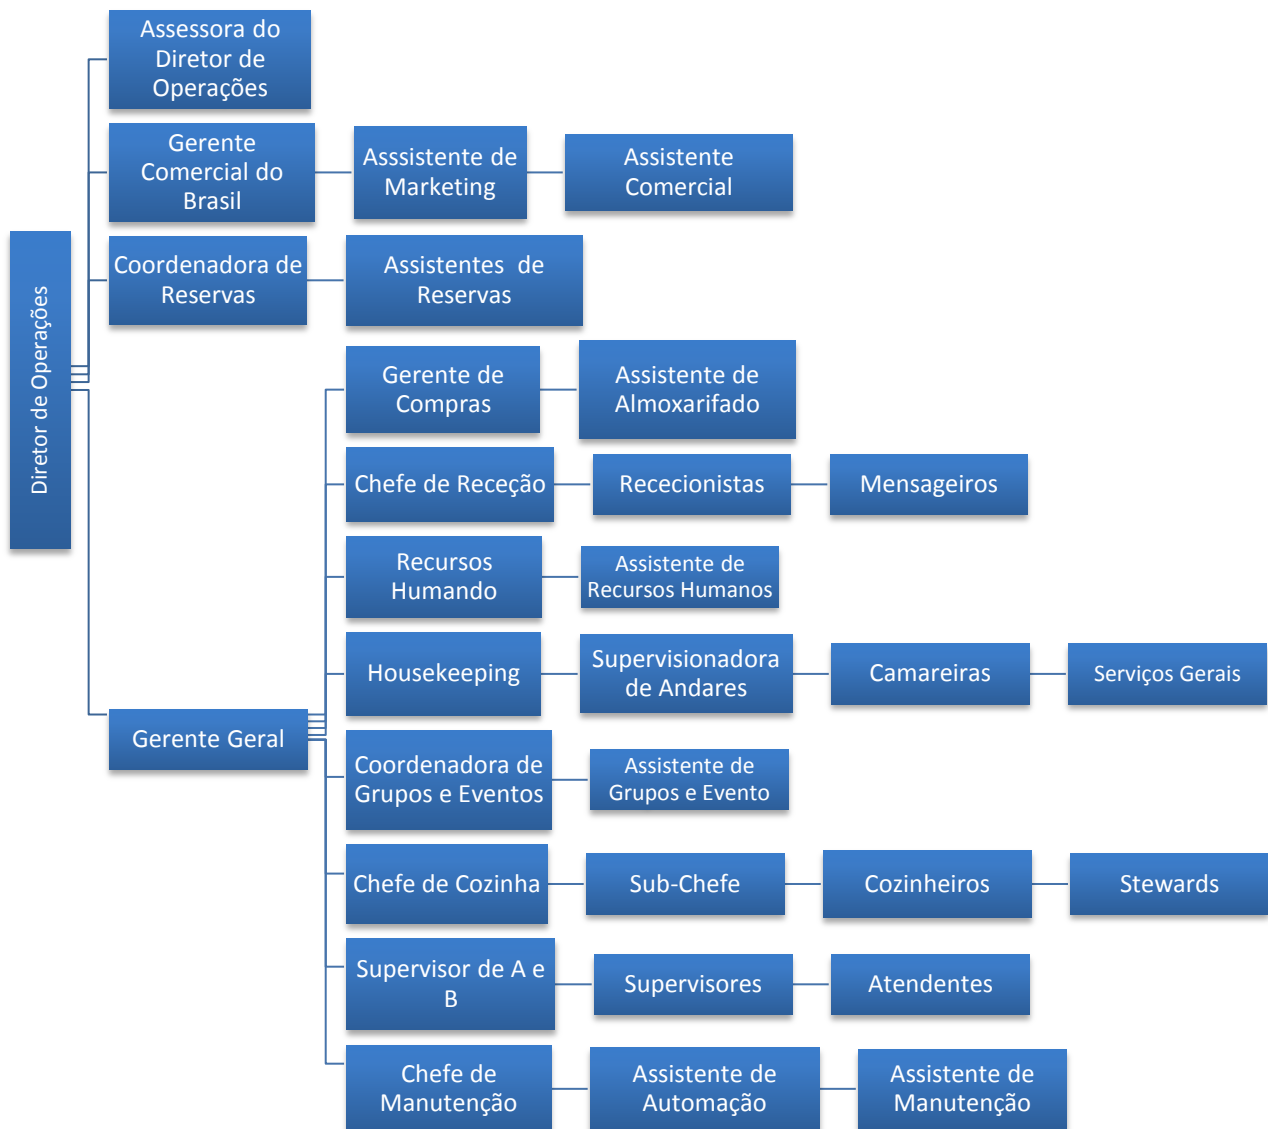 Assessora do
Diretor de
Operações
Gerente
Comercial do
Brasil
Asssistente de
Marketing
Assistente
Comercial
Diretor de Operações
Coordenadora de
Reservas
Assistentes de
Reservas
Gerente de
Compras
Assistente de
Almoxarifado
Chefe de Receção
Rececionistas
Mensageiros
Recursos
Humando
Assistente de
Recursos Humanos
Housekeeping
Supervisionadora
de Andares
Camareiras
Serviços Gerais
Gerente Geral
Coordenadora de
Grupos e Eventos
Assistente de
Grupos e Evento
Chefe de Cozinha
Sub-Chefe
Cozinheiros
Stewards
Supervisor de A e
B
Supervisores
Atendentes
Chefe de
Manutenção
Assistente de
Automação
Assistente de
Manutenção